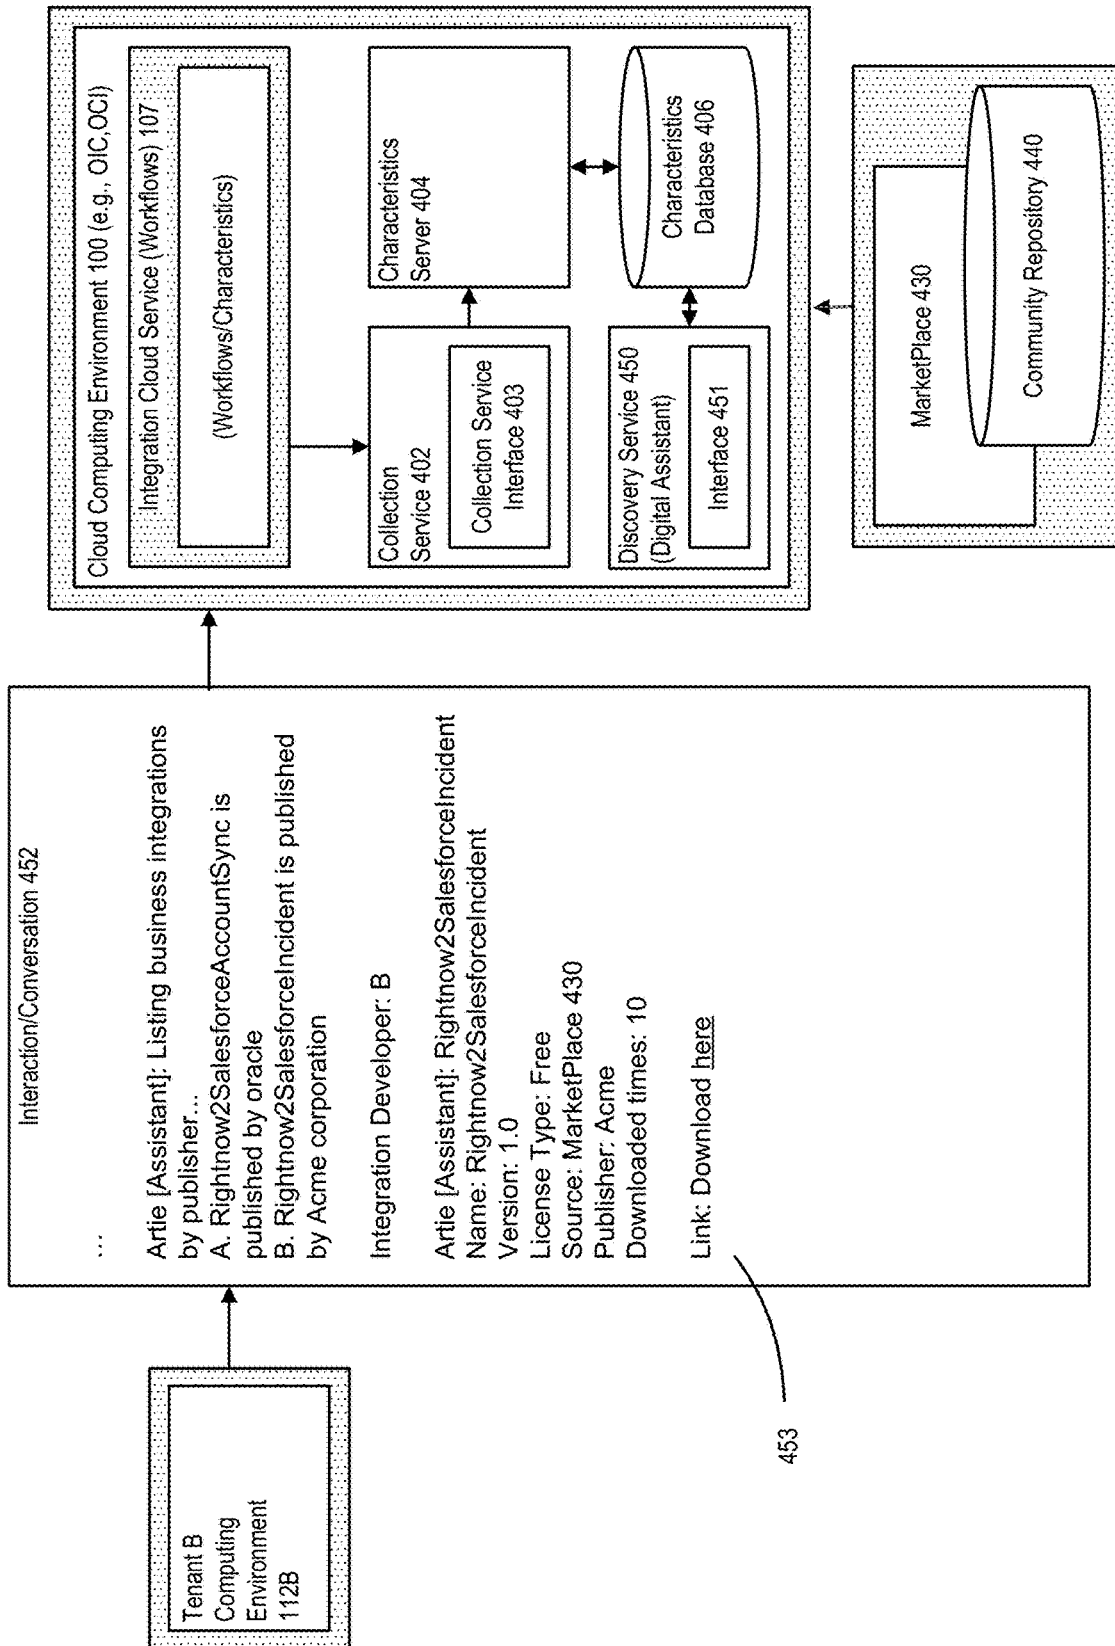 Tenant B
Computing
Environment
112B
Interaction/Conversation 452
...
Artie [Assistant]: Listing business integrations
by publisher...
A. Rightnow2SalesforceAccountSync is
published by oracle
B. Rightnow2SalesforceIncident is published
by Acme corporation
Integration Developer: B
Artie [Assistant]: Rightnow2SalesforceIncident
Name: Rightnow2SalesforceIncident
Version: 1.0
License Type: Free
Source: MarketPlace 430
Publisher: Acme
Downloaded times: 10
Link: Download here
453
Cloud Computing Environment 100 (e.g., OIC,OCI)
Integration Cloud Service (Workflows) 107
(Workflows/Characteristics)
Collection
Service 402
Collection Service
Interface 403
Characteristics
Server 404
Discovery Service 450
(Digital Assistant)
Interface 451
Characteristics
Database 406
MarketPlace 430
Community Repository 440